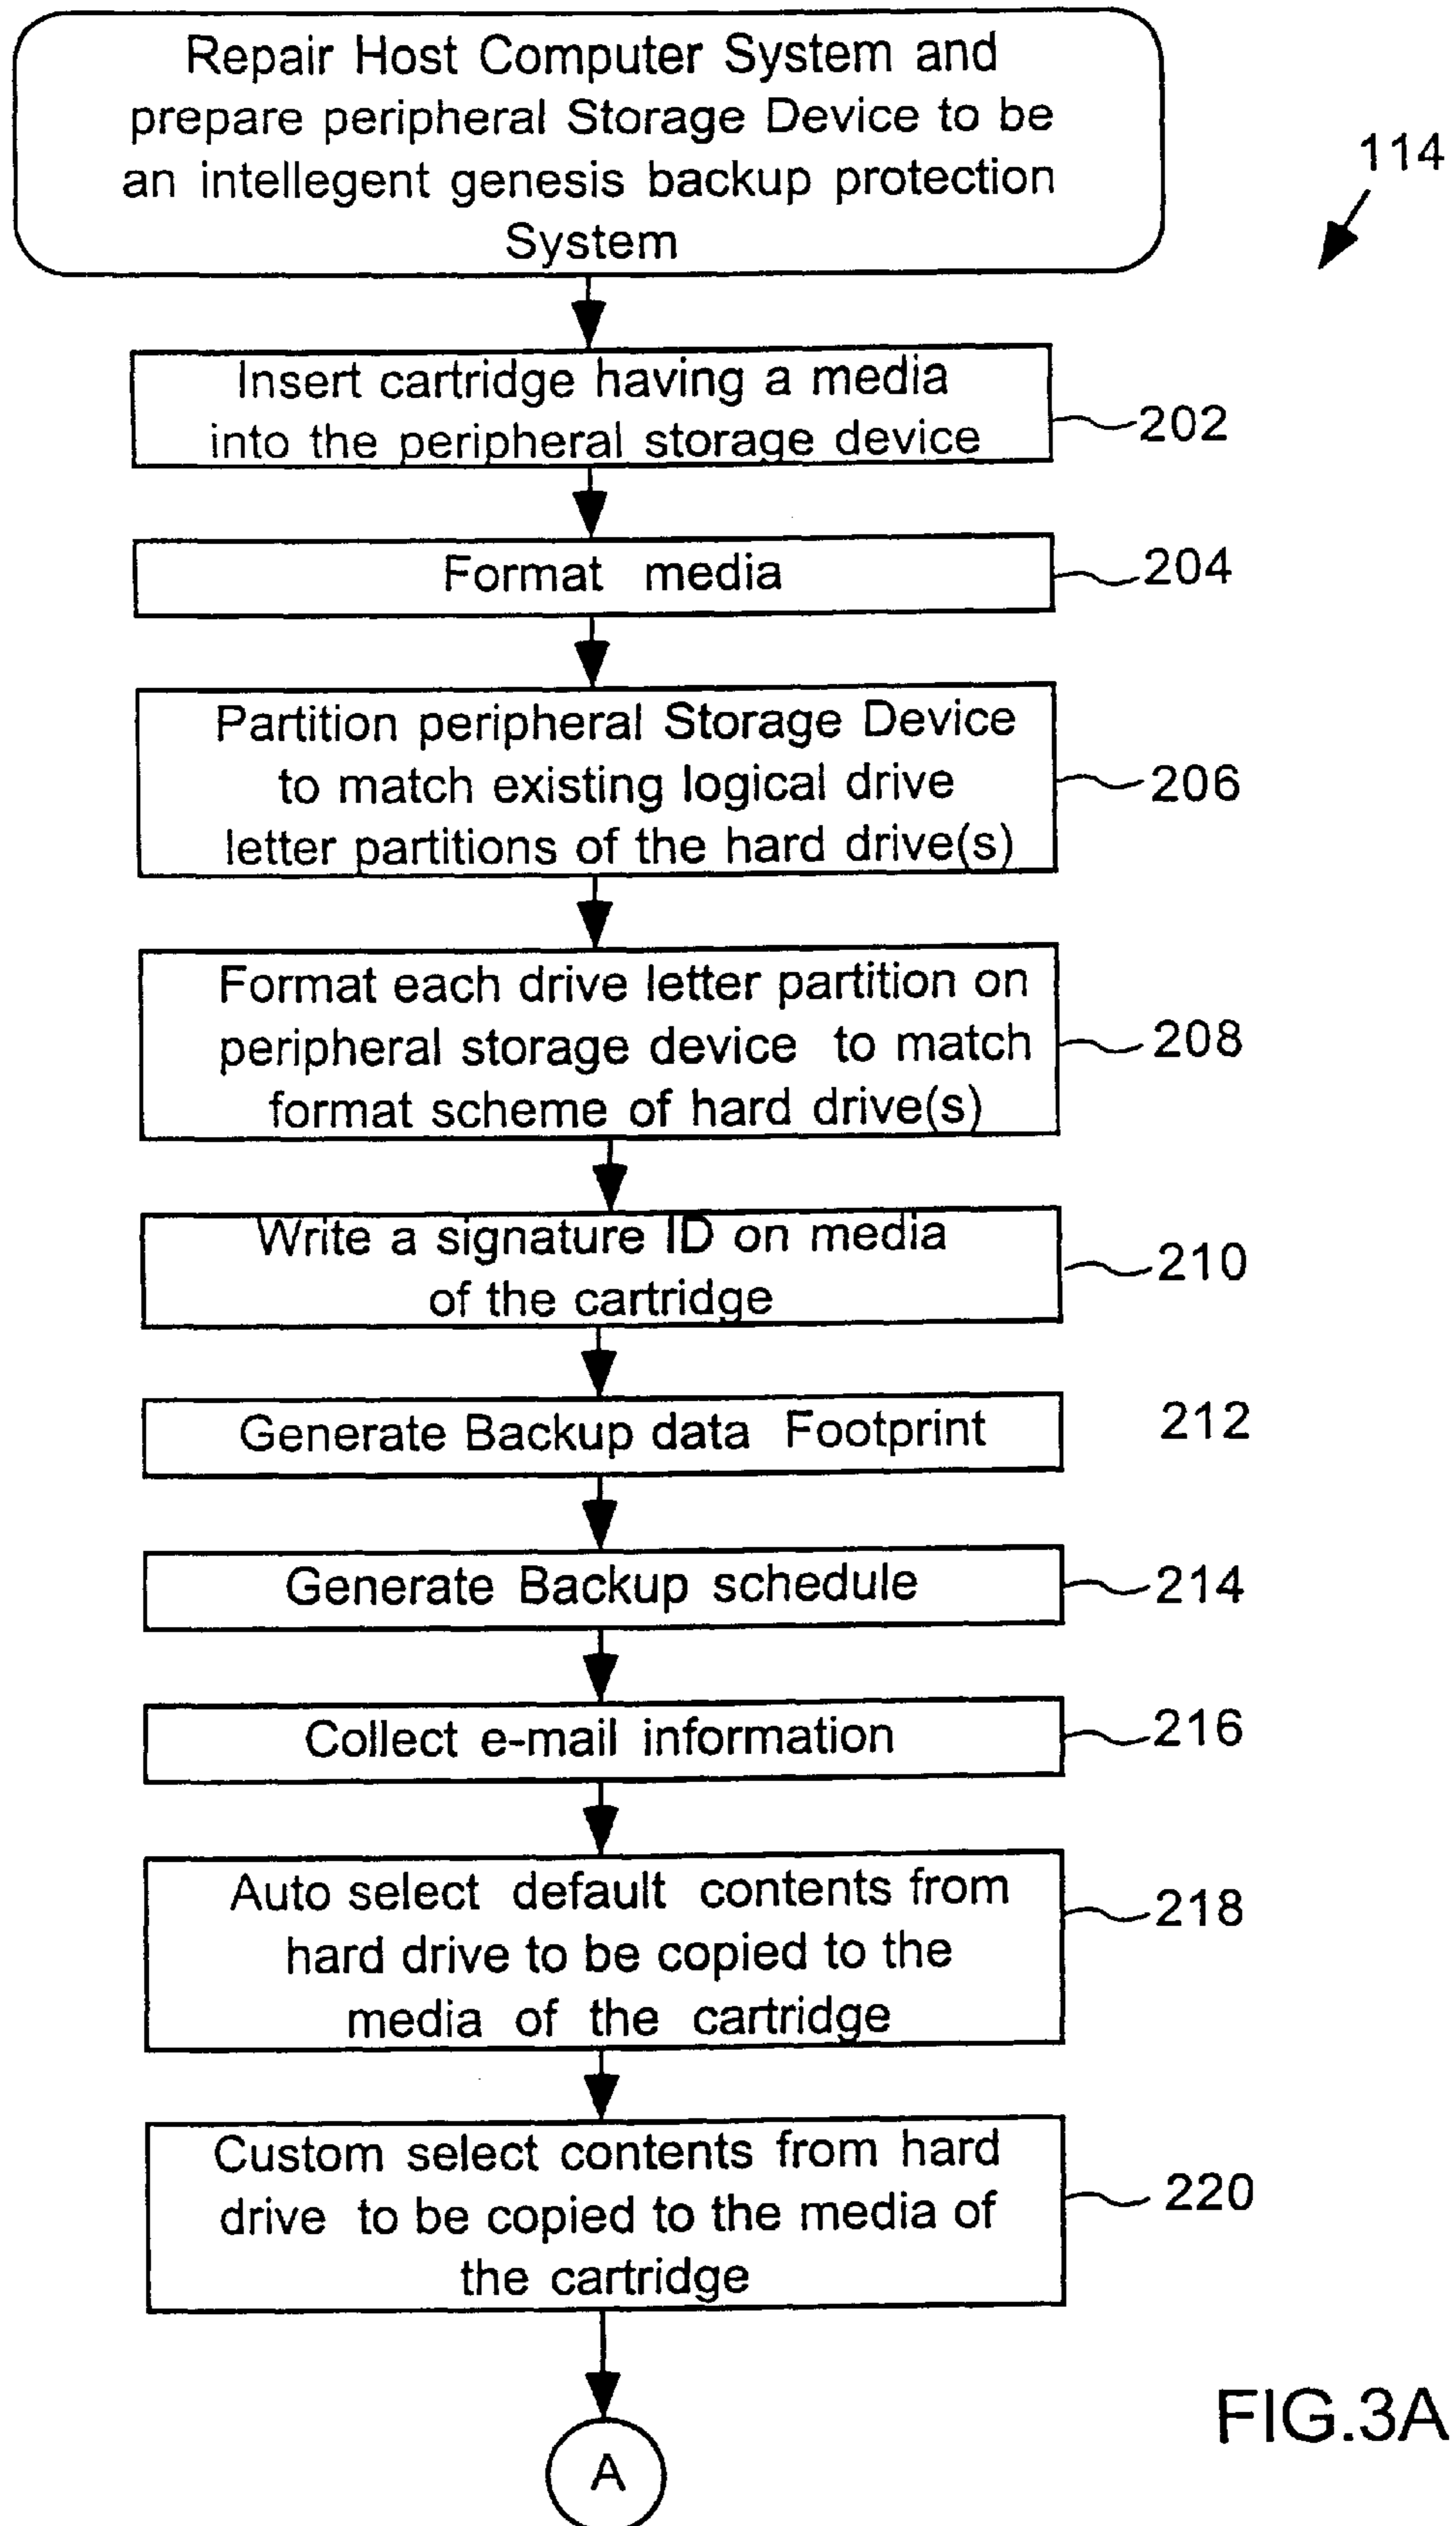 Repair Host Computer System and
prepare peripheral Storage Device to be
an intellegent genesis backup protection
System
114
Insert cartridge having a media
into the peripheral storage device
202
Format media
204
Partition peripheral Storage Device
to match existing logical drive
letter partitions of the hard drive(s)
206
Format each drive letter partition on
peripheral storage device to match
format scheme of hard drive(s)
208
Write a signature ID on media
of the cartridge
210
Generate Backup data Footprint
212
Generate Backup schedule
214
Collect e-mail information
216
Auto select default contents from
hard drive to be copied to the
media of the cartridge
218
Custom select contents from hard
drive to be copied to the media of
the cartridge
220
A
FIG.3A